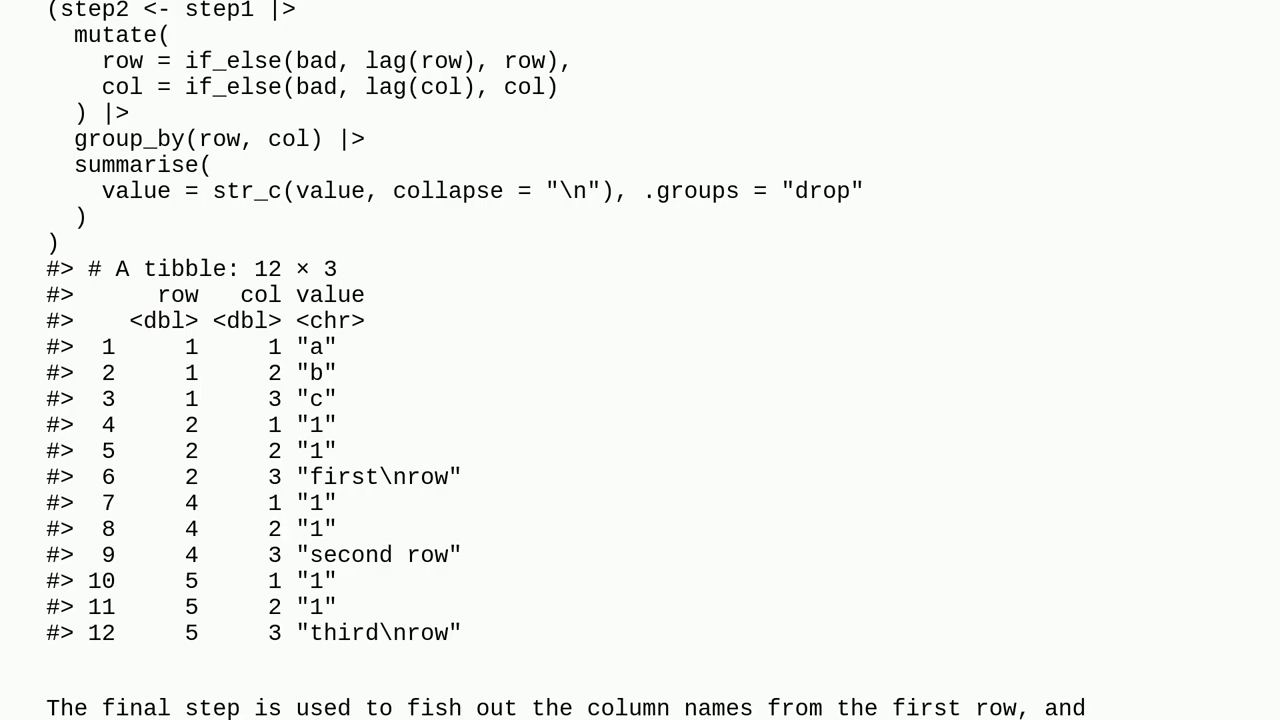 (step2 <- step1 |>
  mutate(
    row = if_else(bad, lag(row), row),
    col = if_else(bad, lag(col), col)
  ) |>
  group_by(row, col) |>
  summarise(
    value = str_c(value, collapse = "\n"), .groups = "drop"
  )
)
#> # A tibble: 12 × 3
#>      row   col value
#>    <dbl> <dbl> <chr>
#>  1     1     1 "a"
#>  2     1     2 "b"
#>  3     1     3 "c"
#>  4     2     1 "1"
#>  5     2     2 "1"
#>  6     2     3 "first\nrow"
#>  7     4     1 "1"
#>  8     4     2 "1"
#>  9     4     3 "second row"
#> 10     5     1 "1"
#> 11     5     2 "1"
#> 12     5     3 "third\nrow"
The final step is used to fish out the column names from the first row, and